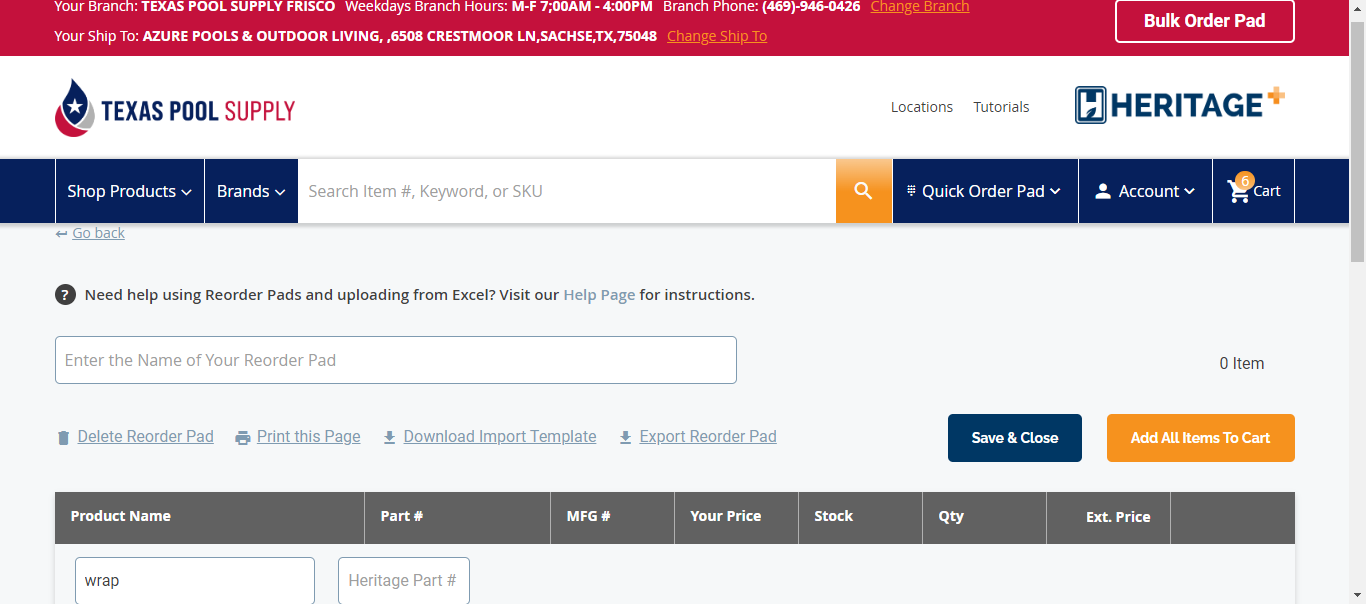 Your Branch: TEXAS POOL SUPPLY FRISCO Weekdays Branch Hours: M-F 7;00AM - 4:00PM Branch Phone: (469)-946-0426 Change Branch
Bulk Order Pad
Your Ship To: AZURE POOLS & OUTDOOR LIVING, ,6508 CRESTMOOR LN,SACHSE,TX,75048 Change Ship To
TEXAS POOL SUPPLY
Locations Tutorials
HERITAGE+
Shop Products Brands Search Item #, Keyword, or SKU Quick Order Pad Account 6 Cart
Go back
? Need help using Reorder Pads and uploading from Excel? Visit our Help Page for instructions.
Enter the Name of Your Reorder Pad
0 Item
Delete Reorder Pad Print this Page Download Import Template Export Reorder Pad
Save & Close Add All Items To Cart
Product Name Part # MFG # Your Price Stock Qty Ext. Price
wrap Heritage Part #